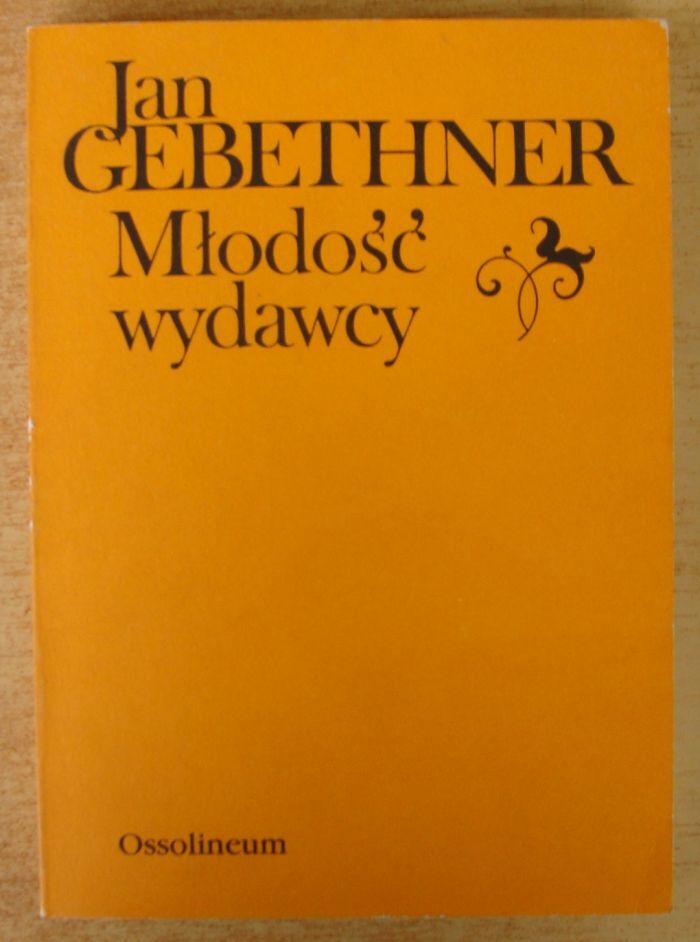 Jan
GEBETHNER
Młodość
wydawcy
Ossolineum